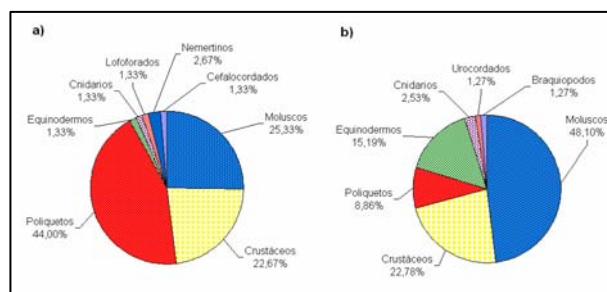 a)
Nemertinos
2,67%
Lofoforados
1,33%
Cefalocordados
1,33%
Cnidarios
1,33%
Moluscos
25,33%
Equinodermos
1,33%
Poliquetos
44,00%
Crustáceos
22,67%
b)
Urocordados
1,27%
Braquiopodos
1,27%
Cnidarios
2,53%
Moluscos
48,10%
Equinodermos
15,19%
Poliquetos
8,86%
Crustáceos
22,78%